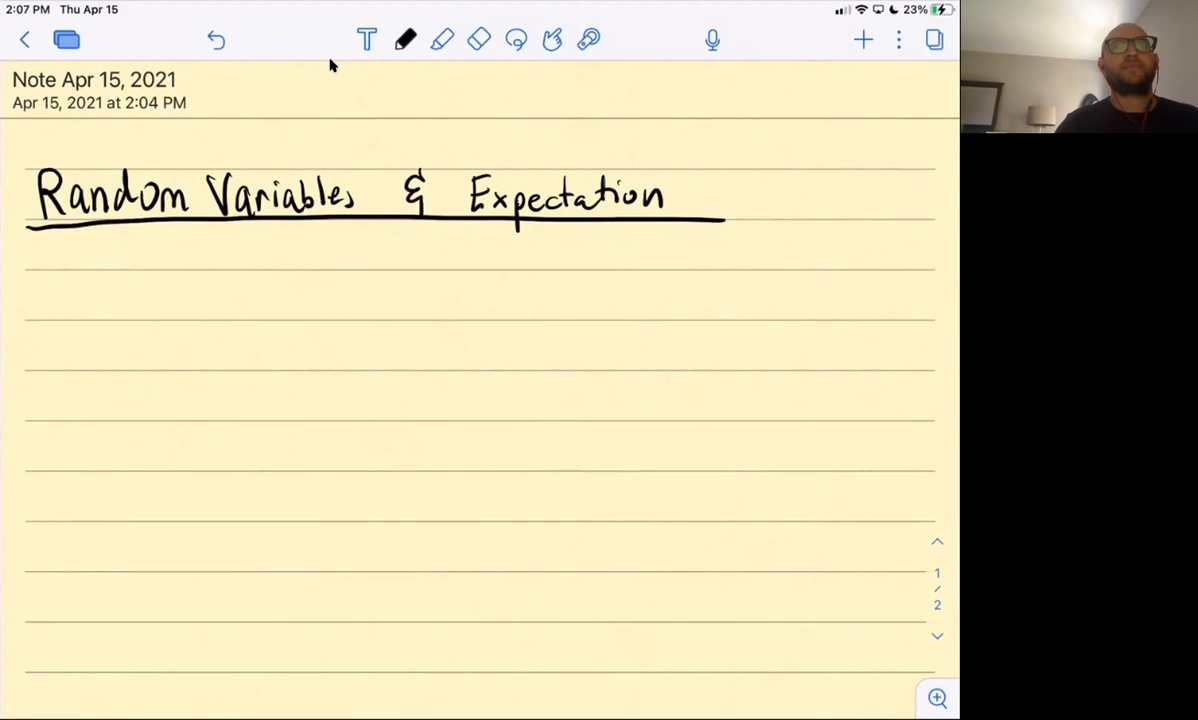 2:07 PM Thu Apr 15 23%
T
Note Apr 15, 2021
Apr 15, 2021 at 2:04 PM
Random Variables & Expectation
1
/
2